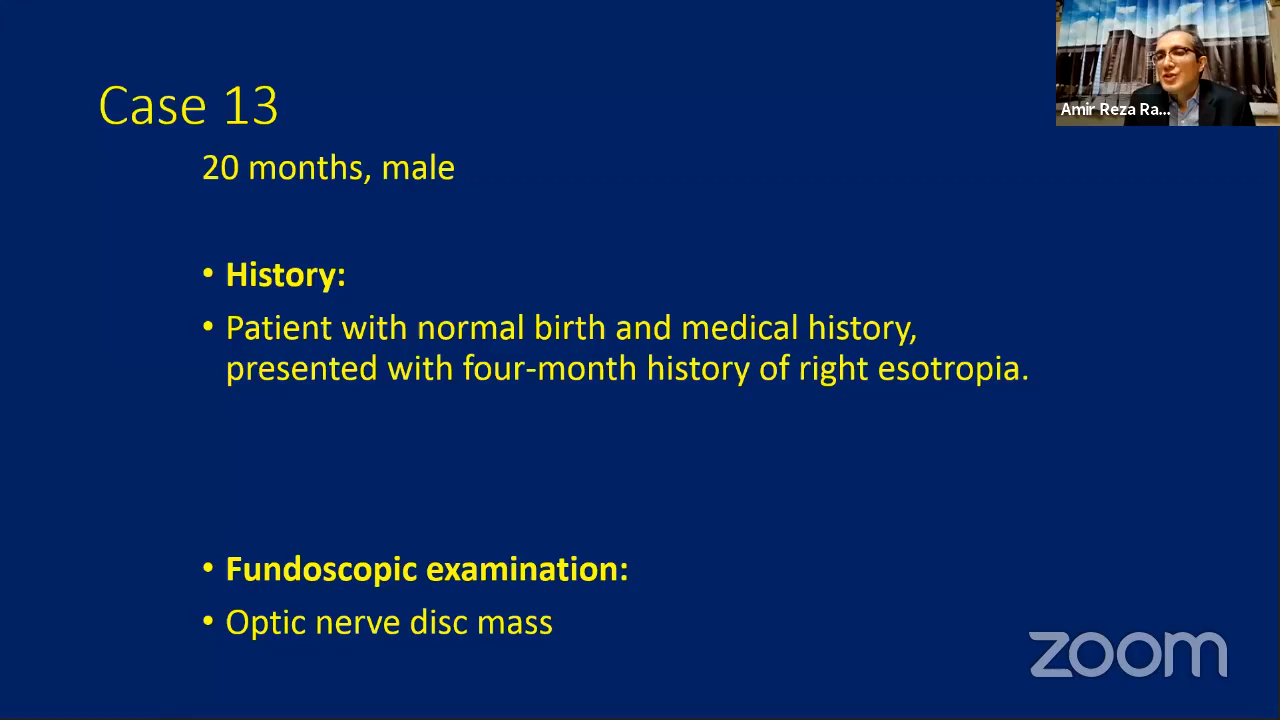 Case 13
20 months, male
• History:
• Patient with normal birth and medical history,
presented with four-month history of right esotropia.
• Fundoscopic examination:
• Optic nerve disc mass
Amir Reza Ra...
zoom